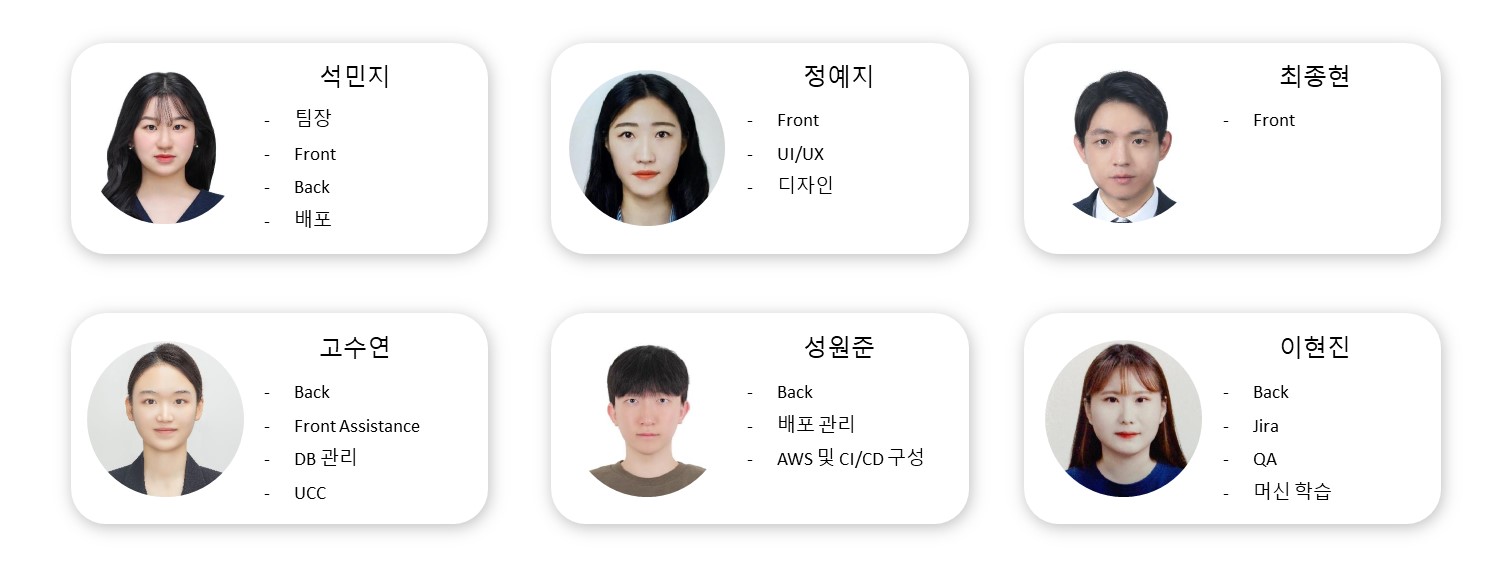 석민지
- 팀장
- Front
- Back
- 배포
정예지
- Front
- UI/UX
- 디자인
최종현
- Front
고수연
- Back
- Front Assistance
- DB 관리
- UCC
성원준
- Back
- 배포 관리
- AWS 및 CI/CD 구성
이현진
- Back
- Jira
- QA
- 머신 학습